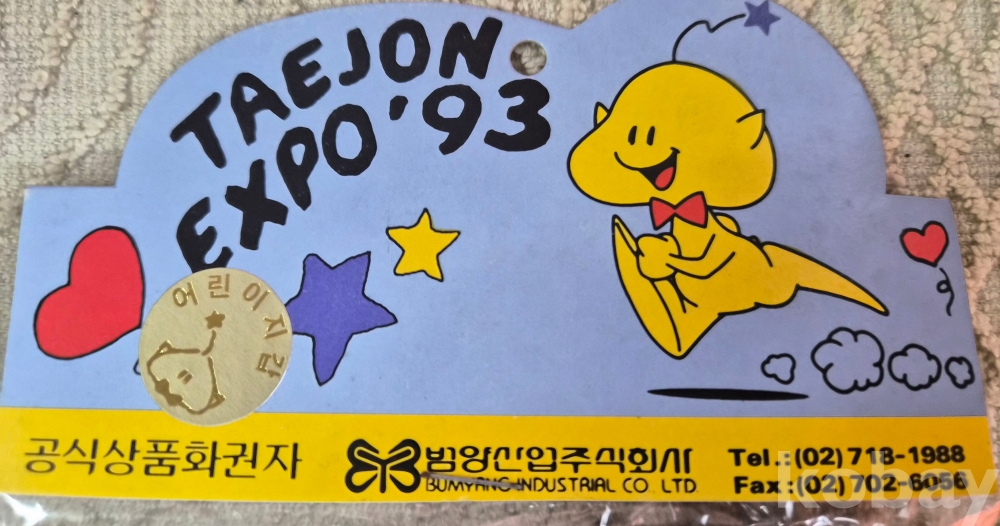 TAEJON
EXPO '93
어린이지킴
공식상품화권자
범양산업주식회사
BUMYANG INDUSTRIAL CO. LTD
Tel.:(02) 718-1988
Fax:(02) 702-6056
kobay